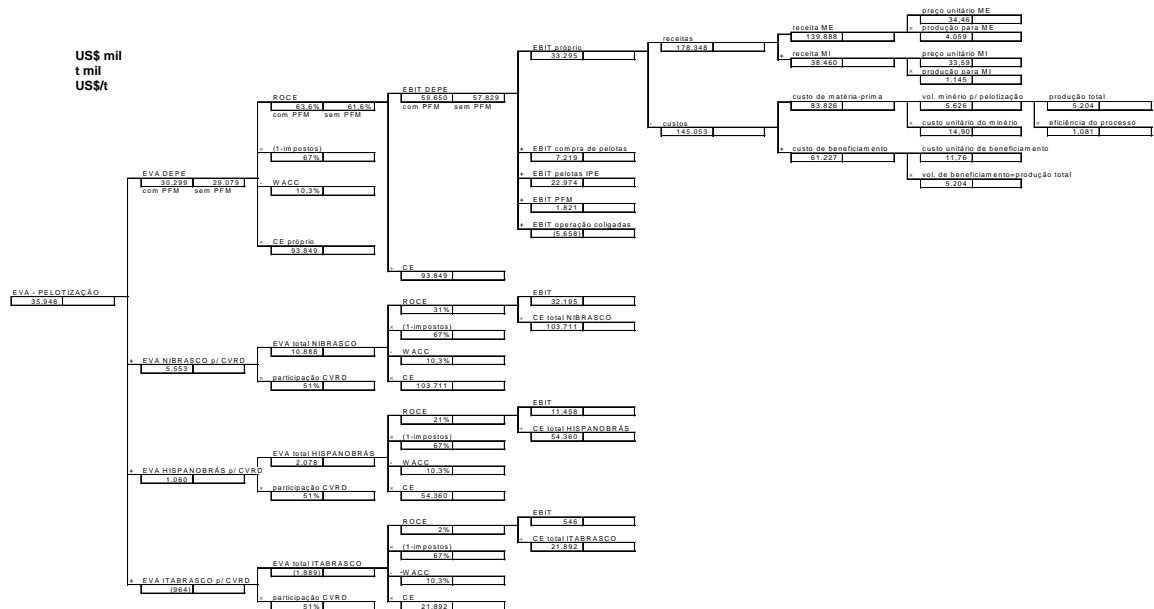 US$ mil
t mil
US$/t
EVA - PELOTIZAÇÃO
35.948
EVA DEPE
30.299 29.079
com PFM sem PFM
ROCE
63,6% 61,6%
com PFM sem PFM
× (1-impostos)
67%
- WACC
10,3%
× CE próprio
93.849
EBIT DEPE
59.650 57.829
com PFM sem PFM
÷ CE
93.849
EBIT próprio
33.295
+ EBIT compra de pelotas
7.219
+ EBIT pelotas IPE
22.974
+ EBIT PFM
1.821
+ EBIT operação coligadas
(5.658)
receitas
178.348
- custos
145.053
receita ME
139.888
+ receita MI
38.460
preço unitário ME
34,46
× produção para ME
4.059
preço unitário MI
33,59
× produção para MI
1.145
custo de matéria-prima
83.826
+ custo de beneficiamento
61.227
vol. minério p/ pelotização
5.626
× custo unitário do minério
14,90
produção total
5.204
× eficiência do processo
1,081
custo unitário de beneficiamento
11,76
× vol. de beneficiamento=produção total
5.204
+ EVA NIBRASCO p/ CVRD
5.553
EVA total NIBRASCO
10.888
× participação CVRD
51%
ROCE
31%
× (1-impostos)
67%
- WACC
10,3%
× CE
103.711
EBIT
32.195
÷ CE total NIBRASCO
103.711
+ EVA HISPANOBRÁS p/ CVRD
1.060
EVA total HISPANOBRÁS
2.078
× participação CVRD
51%
ROCE
21%
× (1-impostos)
67%
- WACC
10,3%
× CE
54.360
EBIT
11.458
÷ CE total HISPANOBRÁS
54.360
+ EVA ITABRASCO p/ CVRD
(964)
EVA total ITABRASCO
(1.889)
× participação CVRD
51%
ROCE
2%
× (1-impostos)
67%
- WACC
10,3%
× CE
21.892
EBIT
546
÷ CE total ITABRASCO
21.892